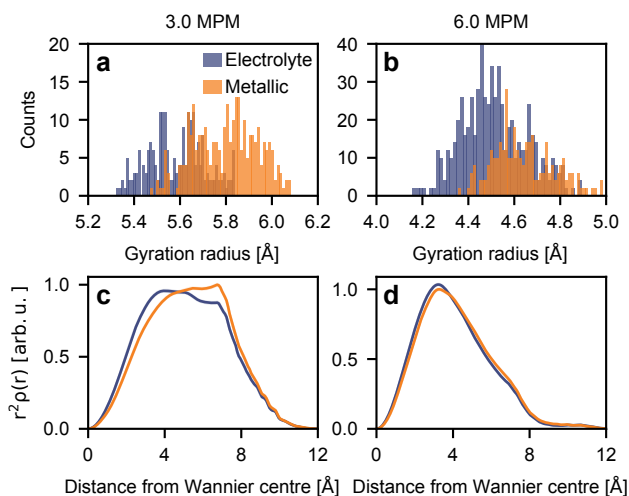 3.0 MPM
6.0 MPM
a
Electrolyte
Metallic
Counts
20
15
10
5
0
5.2 5.4 5.6 5.8 6.0 6.2
Gyration radius [Å]
b
40
30
20
10
0
4.0 4.2 4.4 4.6 4.8 5.0
Gyration radius [Å]
c
r²ρ(r) [arb. u.]
1.0
0.5
0.0
0 4 8 12
Distance from Wannier centre [Å]
d
1.0
0.5
0.0
0 4 8 12
Distance from Wannier centre [Å]